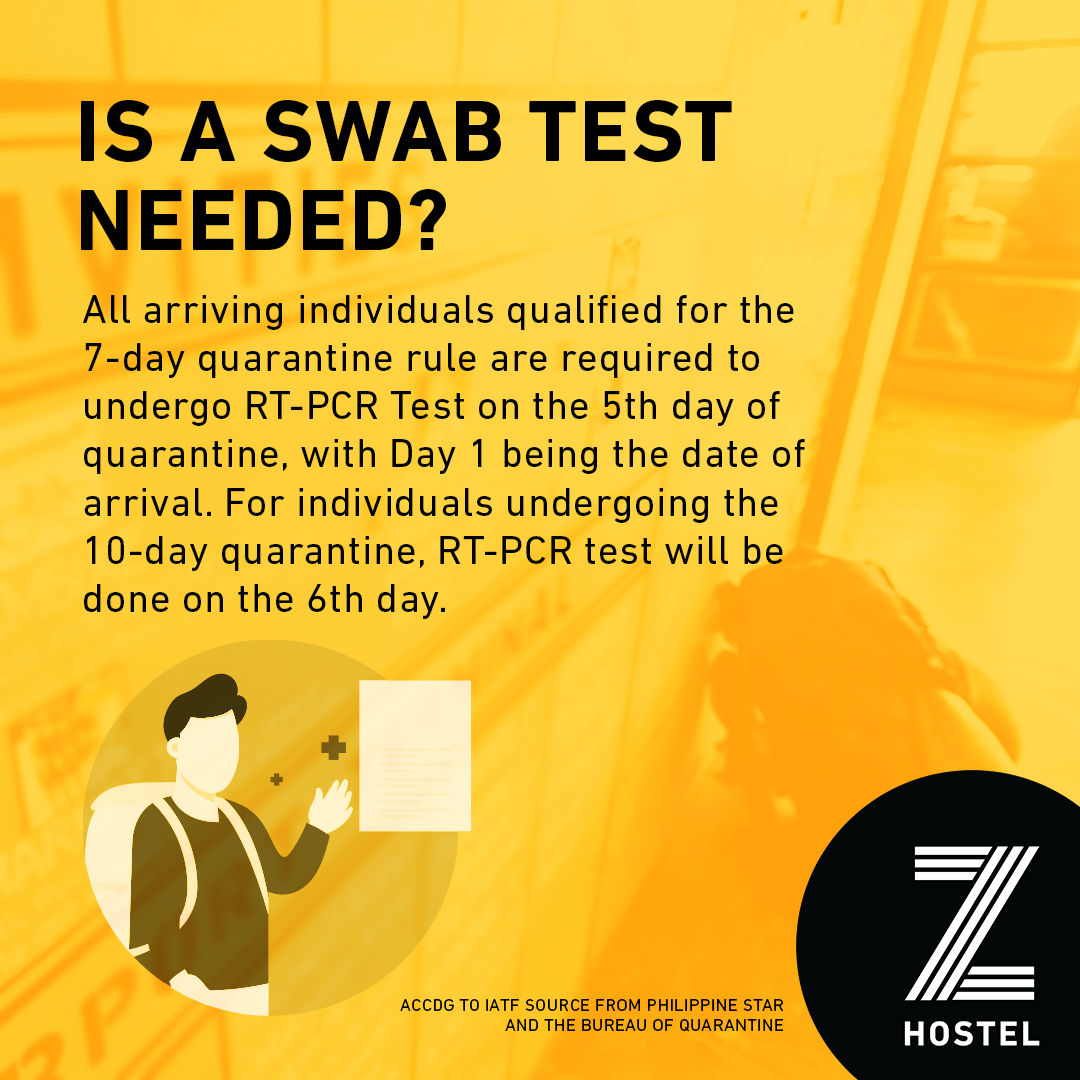 IS A SWAB TEST
NEEDED?
All arriving individuals qualified for the
7-day quarantine rule are required to
undergo RT-PCR Test on the 5th day of
quarantine, with Day 1 being the date of
arrival. For individuals undergoing the
10-day quarantine, RT-PCR test will be
done on the 6th day.
ACCDG TO IATF SOURCE FROM PHILIPPINE STAR
AND THE BUREAU OF QUARANTINE
Z
HOSTEL